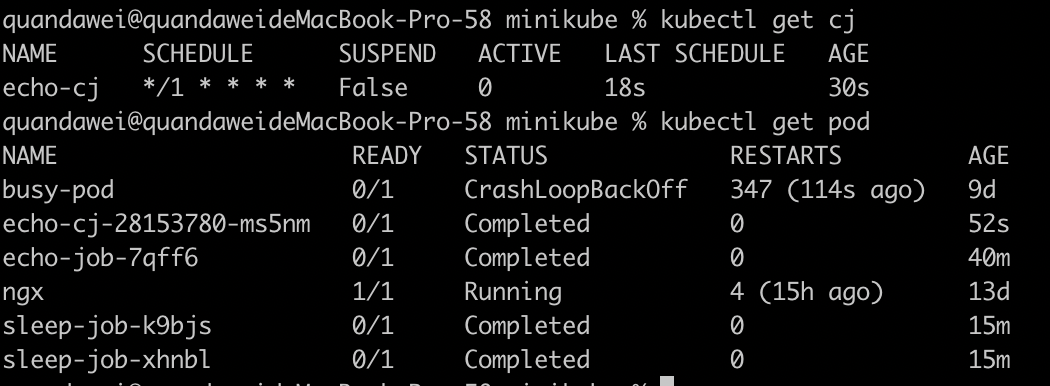 quandawei@quandaweideMacBook-Pro-58 minikube % kubectl get cj
NAME SCHEDULE SUSPEND ACTIVE LAST SCHEDULE AGE
echo-cj */1 * * * * False 0 18s 30s
quandawei@quandaweideMacBook-Pro-58 minikube % kubectl get pod
NAME READY STATUS RESTARTS AGE
busy-pod 0/1 CrashLoopBackOff 347 (114s ago) 9d
echo-cj-28153780-ms5nm 0/1 Completed 0 52s
echo-job-7qff6 0/1 Completed 0 40m
ngx 1/1 Running 4 (15h ago) 13d
sleep-job-k9bjs 0/1 Completed 0 15m
sleep-job-xhnbl 0/1 Completed 0 15m